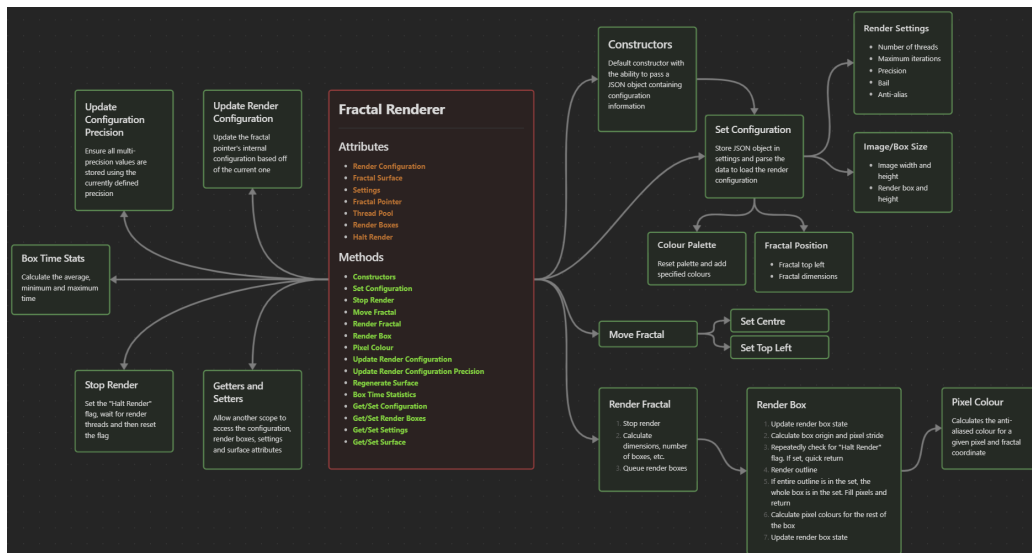 Update
Configuration
Precision
Ensure all multi-
precision values are
stored using the
currently defined
precision
Update Render
Configuration
Update the fractal
pointer's internal
configuration based off
of the current one
Box Time Stats
Calculate the average,
minimum and maximum
time
Stop Render
Set the "Halt Render"
flag, wait for render
threads and then reset
the flag
Getters and
Setters
Allow another scope to
access the configuration,
render boxes, settings
and surface attributes
Fractal Renderer
Attributes
• Render Configuration
• Fractal Surface
• Settings
• Fractal Pointer
• Thread Pool
• Render Boxes
• Halt Render
Methods
• Constructors
• Set Configuration
• Stop Render
• Move Fractal
• Render Fractal
• Render Box
• Pixel Colour
• Update Render Configuration
• Update Render Configuration Precision
• Regenerate Surface
• Box Time Statistics
• Get/Set Configuration
• Get/Set Render Boxes
• Get/Set Settings
• Get/Set Surface
Constructors
Default constructor with
the ability to pass a
JSON object containing
configuration
information
Set Configuration
Store JSON object in
settings and parse the
data to load the render
configuration
Render Settings
• Number of threads
• Maximum iterations
• Precision
• Bail
• Anti-alias
Image/Box Size
• Image width and
height
• Render box and
height
Colour Palette
Reset palette and add
specified colours
Fractal Position
• Fractal top left
• Fractal dimensions
Move Fractal
Set Centre
Set Top Left
Render Fractal
1. Stop render
2. Calculate
dimensions, number
of boxes, etc.
3. Queue render boxes
Render Box
1. Update render box state
2. Calculate box origin and pixel stride
3. Repeatedly check for "Halt Render"
flag. If set, quick return
4. Render outline
5. If entire outline is in the set, the
whole box is in the set. Fill pixels and
return
6. Calculate pixel colours for the rest of
the box
7. Update render box state
Pixel Colour
Calculates the anti-
aliased colour for a
given pixel and fractal
coordinate